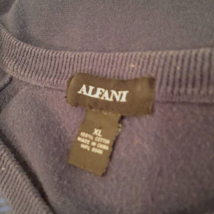 ALFANI
XL
100% COTTON
MADE IN CHINA